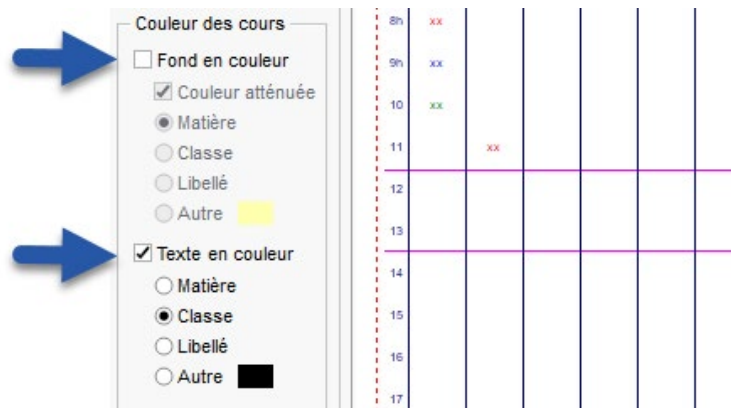 Couleur des cours
Fond en couleur
Couleur atténuée
Matière
Classe
Libellé
Autre
Texte en couleur
Matière
Classe
Libellé
Autre
8h xx
9h xx
10 xx
11 xx
12
13
14
15
16
17